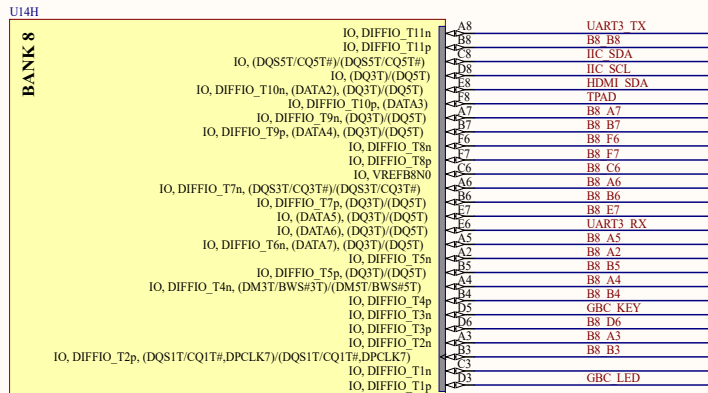 U14H
BANK 8
IO, DIFFIO_T11n A8 UART3_TX
IO, DIFFIO_T11p B8 B8_B8
IO, (DQS5T/CQ5T#)/(DQS5T/CQ5T#) C8 IIC_SDA
IO, (DQ3T)/(DQ5T) D8 IIC_SCL
IO, DIFFIO_T10n, (DATA2), (DQ3T)/(DQ5T) E8 HDMI_SDA
IO, DIFFIO_T10p, (DATA3) F8 TPAD
IO, DIFFIO_T9n, (DQ3T)/(DQ5T) A7 B8_A7
IO, DIFFIO_T9p, (DATA4), (DQ3T)/(DQ5T) B7 B8_B7
IO, DIFFIO_T8n F6 B8_F6
IO, DIFFIO_T8p F7 B8_F7
IO, VREFB8N0 C6 B8_C6
IO, DIFFIO_T7n, (DQS3T/CQ3T#)/(DQS3T/CQ3T#) A6 B8_A6
IO, DIFFIO_T7p, (DQ3T)/(DQ5T) B6 B8_B6
IO, (DATA5), (DQ3T)/(DQ5T) E7 B8_E7
IO, (DATA6), (DQ3T)/(DQ5T) E6 UART3_RX
IO, DIFFIO_T6n, (DATA7), (DQ3T)/(DQ5T) A5 B8_A5
IO, DIFFIO_T5n A2 B8_A2
IO, DIFFIO_T5p, (DQ3T)/(DQ5T) B5 B8_B5
IO, DIFFIO_T4n, (DM3T/BWS#3T)/(DM5T/BWS#5T) A4 B8_A4
IO, DIFFIO_T4p B4 B8_B4
IO, DIFFIO_T3n D5 GBC_KEY
IO, DIFFIO_T3p D6 B8_D6
IO, DIFFIO_T2n A3 B8_A3
IO, DIFFIO_T2p, (DQS1T/CQ1T#,DPCLK7)/(DQS1T/CQ1T#,DPCLK7) B3 B8_B3
IO, DIFFIO_T1n C3
IO, DIFFIO_T1p D3 GBC_LED